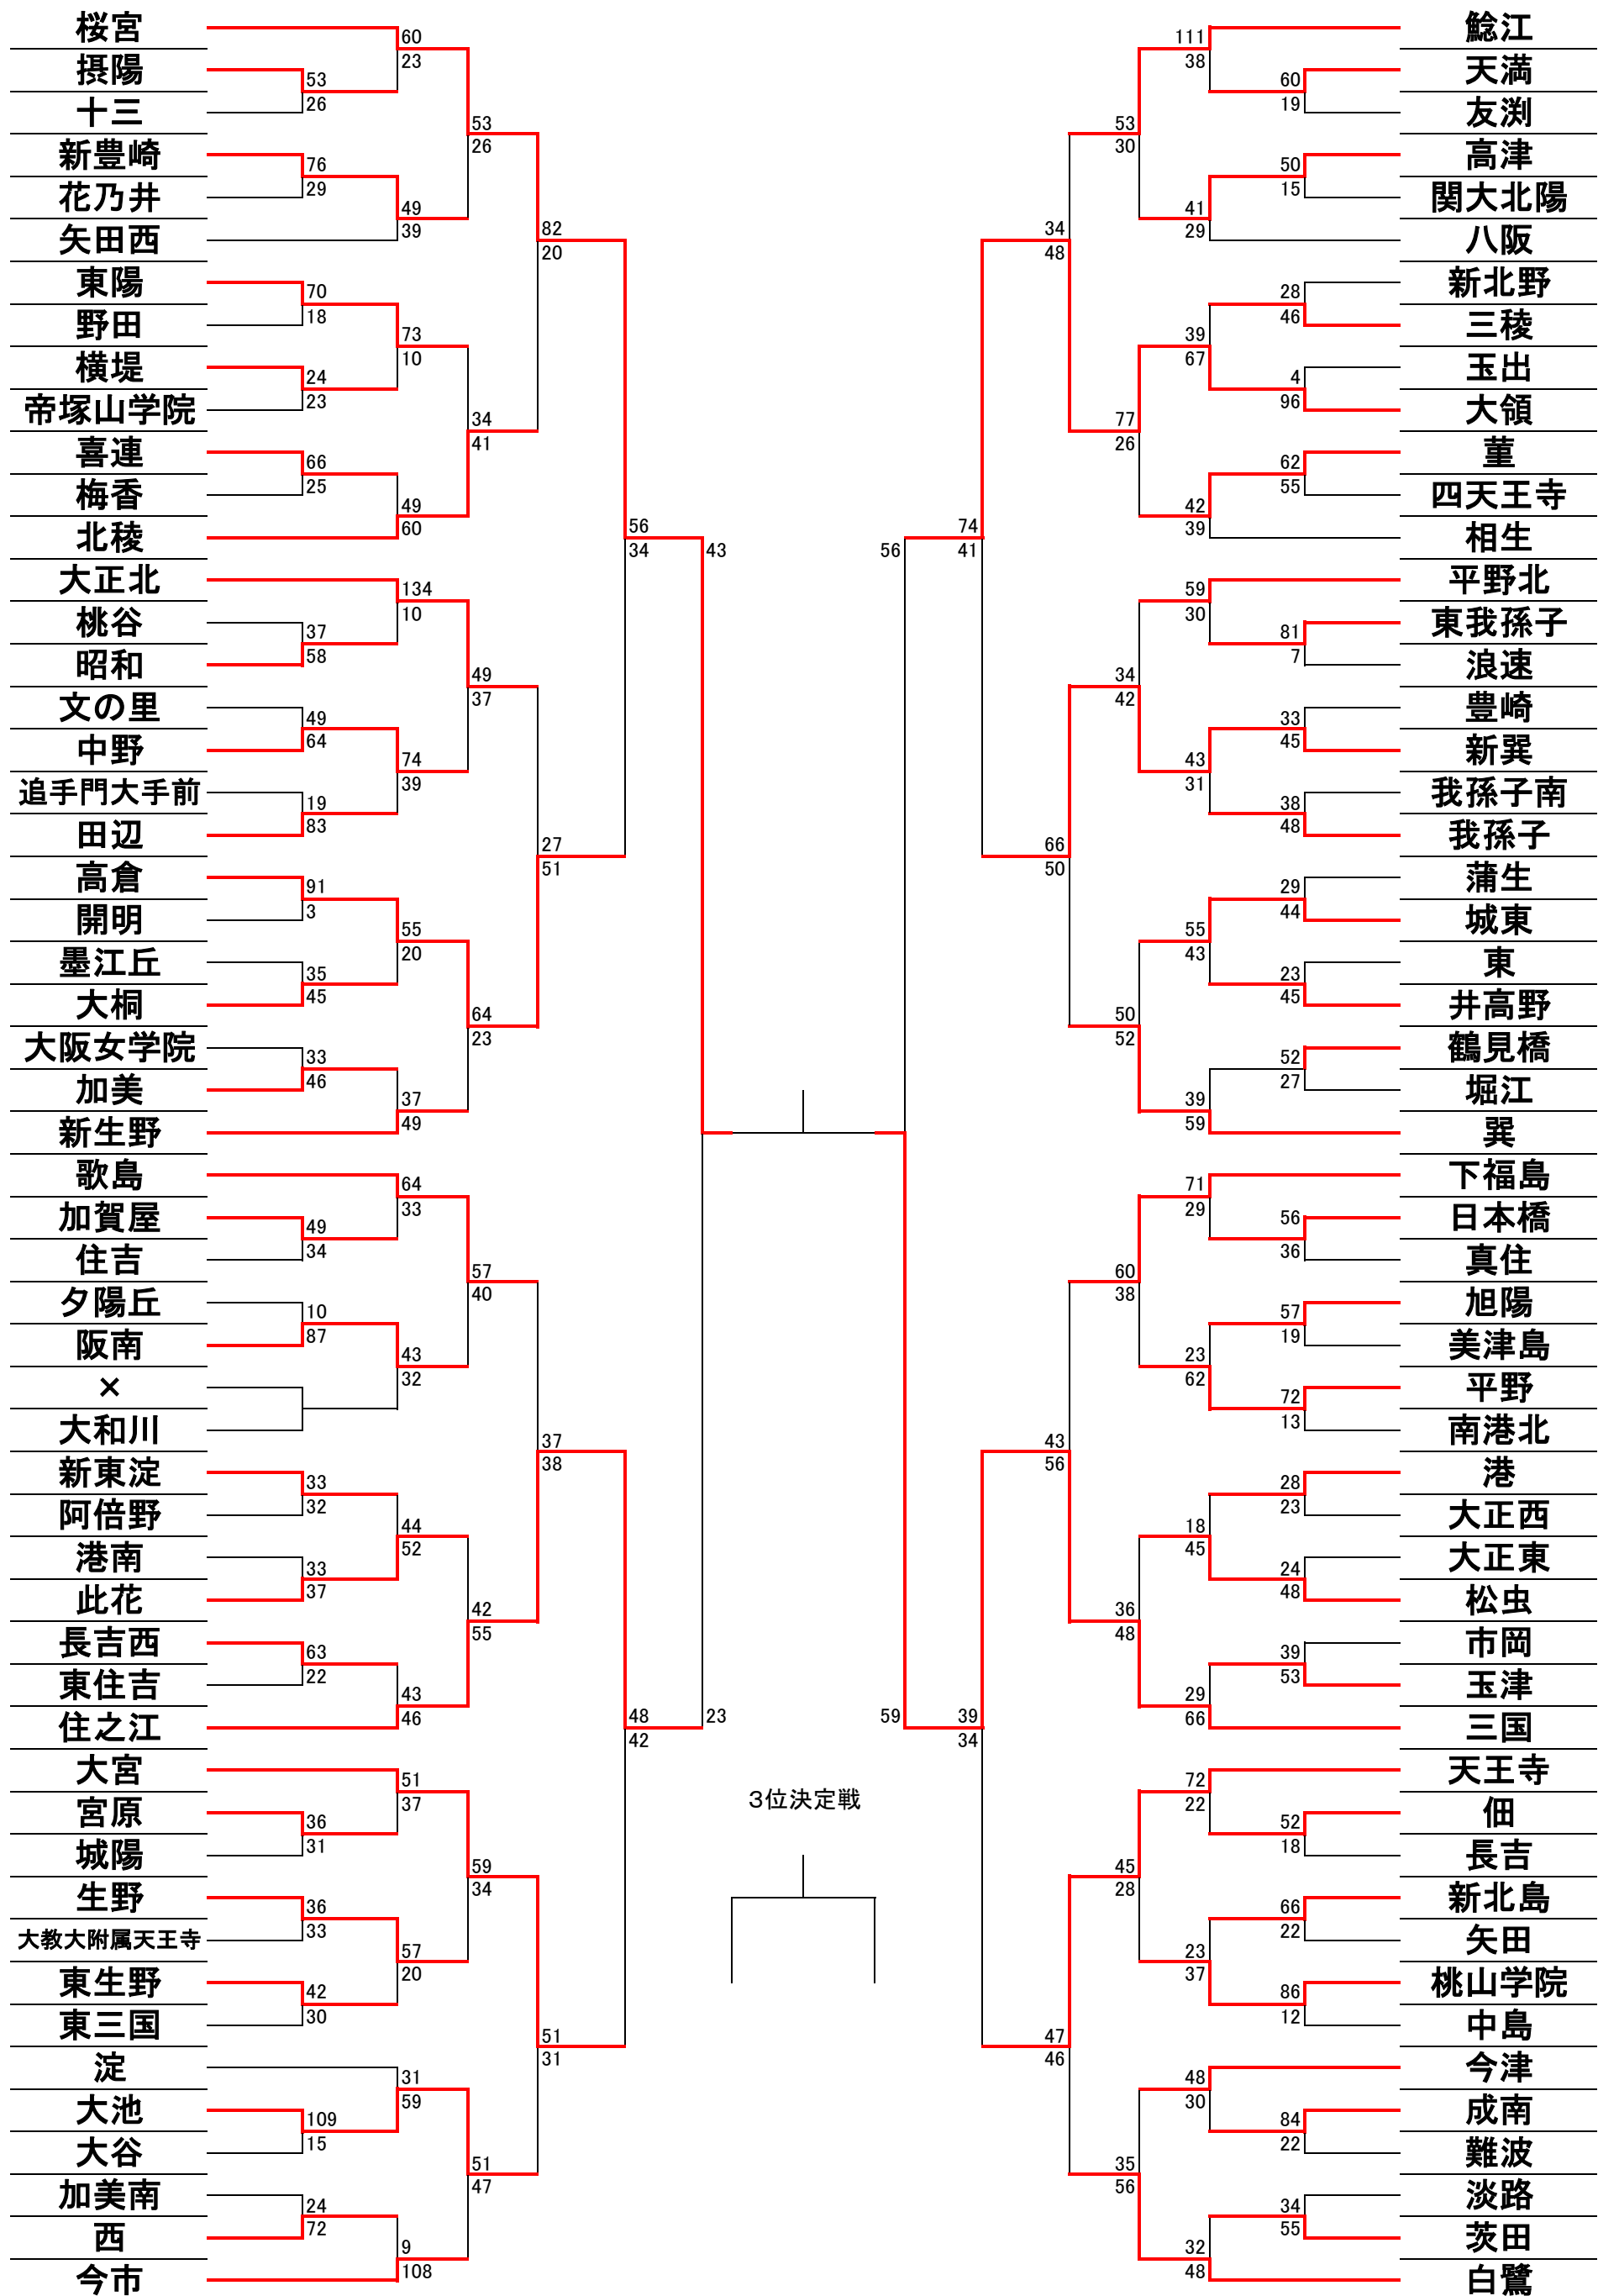 桜宮
60
23
摂陽
53
26
十三
53
26
新豊崎
76
29
花乃井
49
39
矢田西
82
20
東陽
70
18
野田
73
10
横堤
24
23
帝塚山学院
34
41
喜連
66
25
梅香
49
60
北稜
56
34
43
大正北
134
10
桃谷
37
58
昭和
49
37
文の里
49
64
中野
74
39
追手門大手前
19
83
田辺
27
51
高倉
91
3
開明
55
20
墨江丘
35
45
大桐
64
23
大阪女学院
33
46
加美
37
49
新生野
歌島
64
33
加賀屋
49
34
住吉
57
40
夕陽丘
10
87
阪南
43
32
×
大和川
37
38
新東淀
33
32
阿倍野
44
52
港南
33
37
此花
42
55
長吉西
63
22
東住吉
43
46
住之江
48
42
23
大宮
51
37
宮原
36
31
城陽
59
34
生野
36
33
大教大附属天王寺
57
20
東生野
42
30
東三国
51
31
淀
31
59
大池
109
15
大谷
51
47
加美南
24
72
西
9
108
今市
3位決定戦
鯰江
111
38
天満
60
19
友渕
53
30
高津
50
15
関大北陽
41
29
八阪
34
48
新北野
28
46
三稜
39
67
玉出
4
96
大領
77
26
菫
62
55
四天王寺
42
39
相生
74
41
56
平野北
59
30
東我孫子
81
7
浪速
34
42
豊崎
33
45
新巽
43
31
我孫子南
38
48
我孫子
66
50
蒲生
29
44
城東
55
43
東
23
45
井高野
50
52
鶴見橋
52
27
堀江
39
59
巽
下福島
71
29
日本橋
56
36
真住
60
38
旭陽
57
19
美津島
23
62
平野
72
13
南港北
43
56
港
28
23
大正西
18
45
大正東
24
48
松虫
36
48
市岡
39
53
玉津
29
66
三国
59
39
34
天王寺
72
22
佃
52
18
長吉
45
28
新北島
66
22
矢田
23
37
桃山学院
86
12
中島
47
46
今津
48
30
成南
84
22
難波
35
56
淡路
34
55
茨田
32
48
白鷺